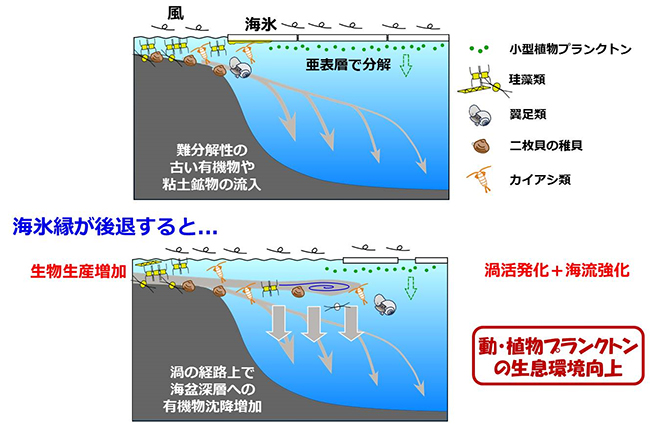 風
海氷
亜表層で分解
難分解性の
古い有機物や
粘土鉱物の流入
小型植物プランクトン
珪藻類
翼足類
二枚貝の稚貝
カイアシ類
海氷縁が後退すると...
生物生産増加
渦の経路上で
海盆深層への
有機物沈降増加
渦活発化＋海流強化
動・植物プランクトン
の生息環境向上